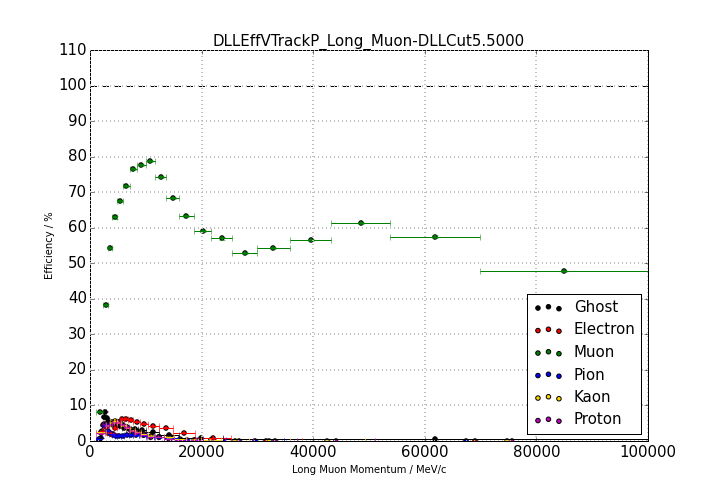 DLLEffVTrackP_Long_Muon-DLLCut5.5000
110
100
90
80
70
60
50
40
30
20
10
0
Efficiency / %
Ghost
Electron
Muon
Pion
Kaon
Proton
0 20000 40000 60000 80000 100000
Long Muon Momentum / MeV/c